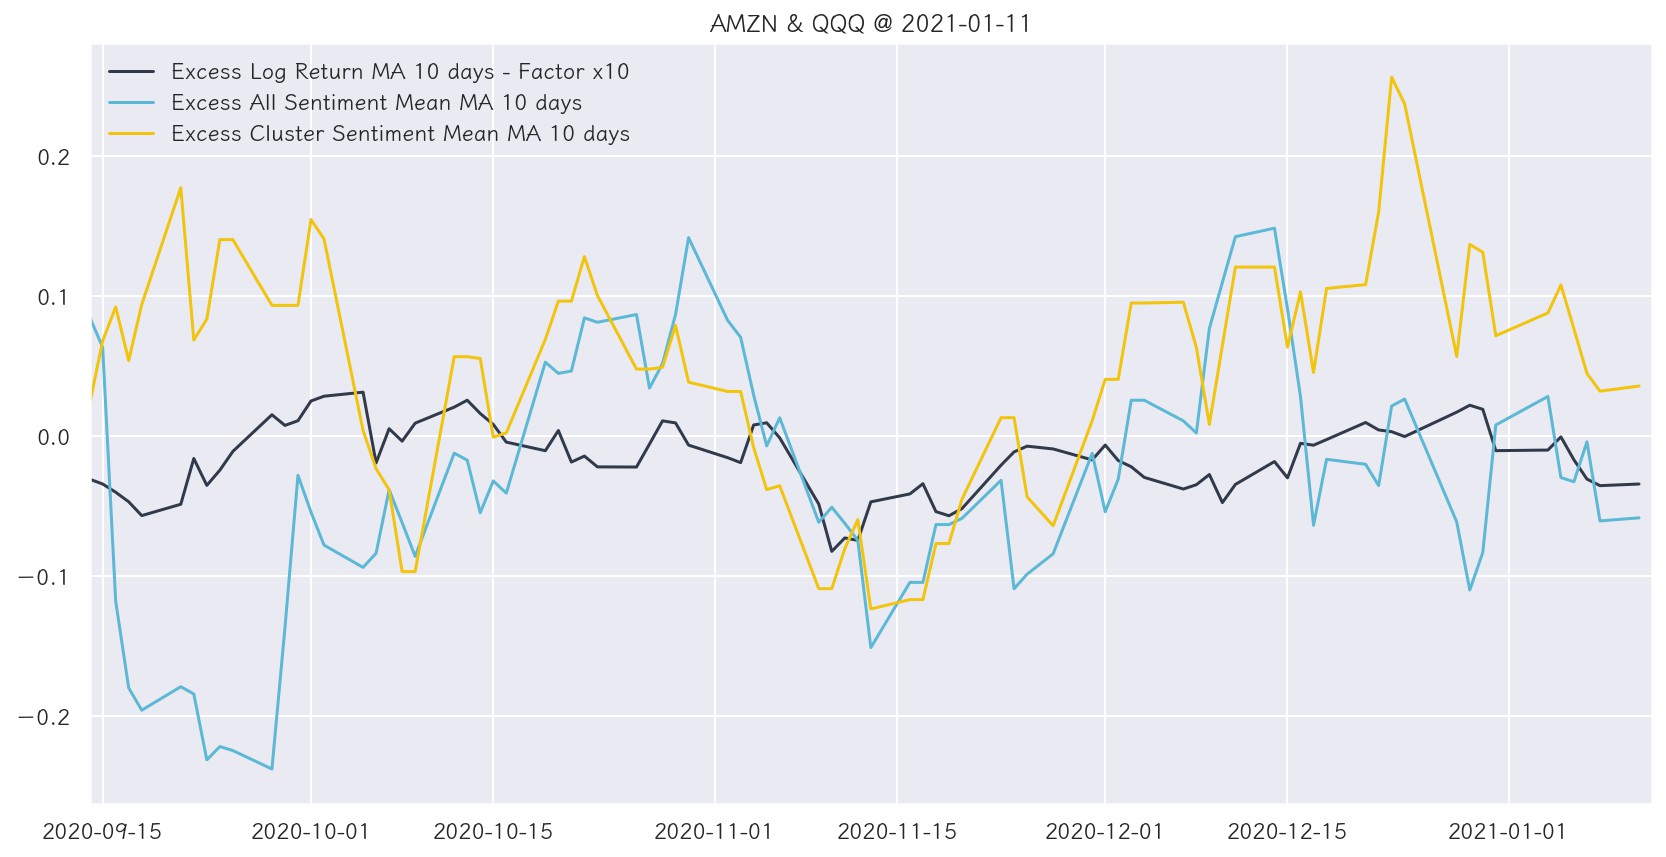 AMZN & QQQ @ 2021-01-11
Excess Log Return MA 10 days - Factor x10
Excess All Sentiment Mean MA 10 days
Excess Cluster Sentiment Mean MA 10 days
0.2
0.1
0.0
−0.1
−0.2
2020-09-15 2020-10-01 2020-10-15 2020-11-01 2020-11-15 2020-12-01 2020-12-15 2021-01-01